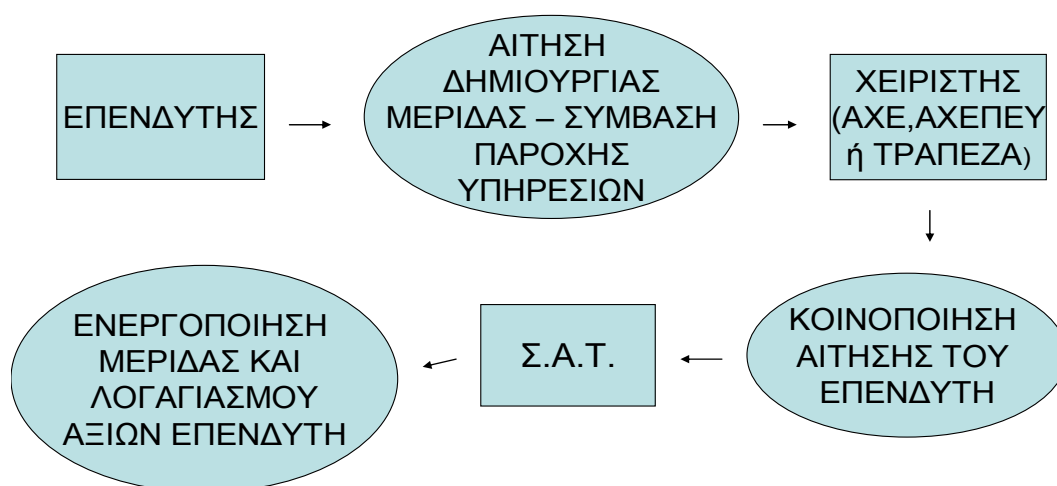 ΕΠΕΝΔΥΤΗΣ
ΑΙΤΗΣΗ
ΔΗΜΙΟΥΡΓΙΑΣ
ΜΕΡΙΔΑΣ – ΣΥΜΒΑΣΗ
ΠΑΡΟΧΗΣ
ΥΠΗΡΕΣΙΩΝ
ΧΕΙΡΙΣΤΗΣ
(ΑΧΕ,ΑΧΕΠΕΥ
ή ΤΡΑΠΕΖΑ)
ΚΟΙΝΟΠΟΙΗΣΗ
ΑΙΤΗΣΗΣ ΤΟΥ
ΕΠΕΝΔΥΤΗ
Σ.Α.Τ.
ΕΝΕΡΓΟΠΟΙΗΣΗ
ΜΕΡΙΔΑΣ ΚΑΙ
ΛΟΓΑΓΙΑΣΜΟΥ
ΑΞΙΩΝ ΕΠΕΝΔΥΤΗ